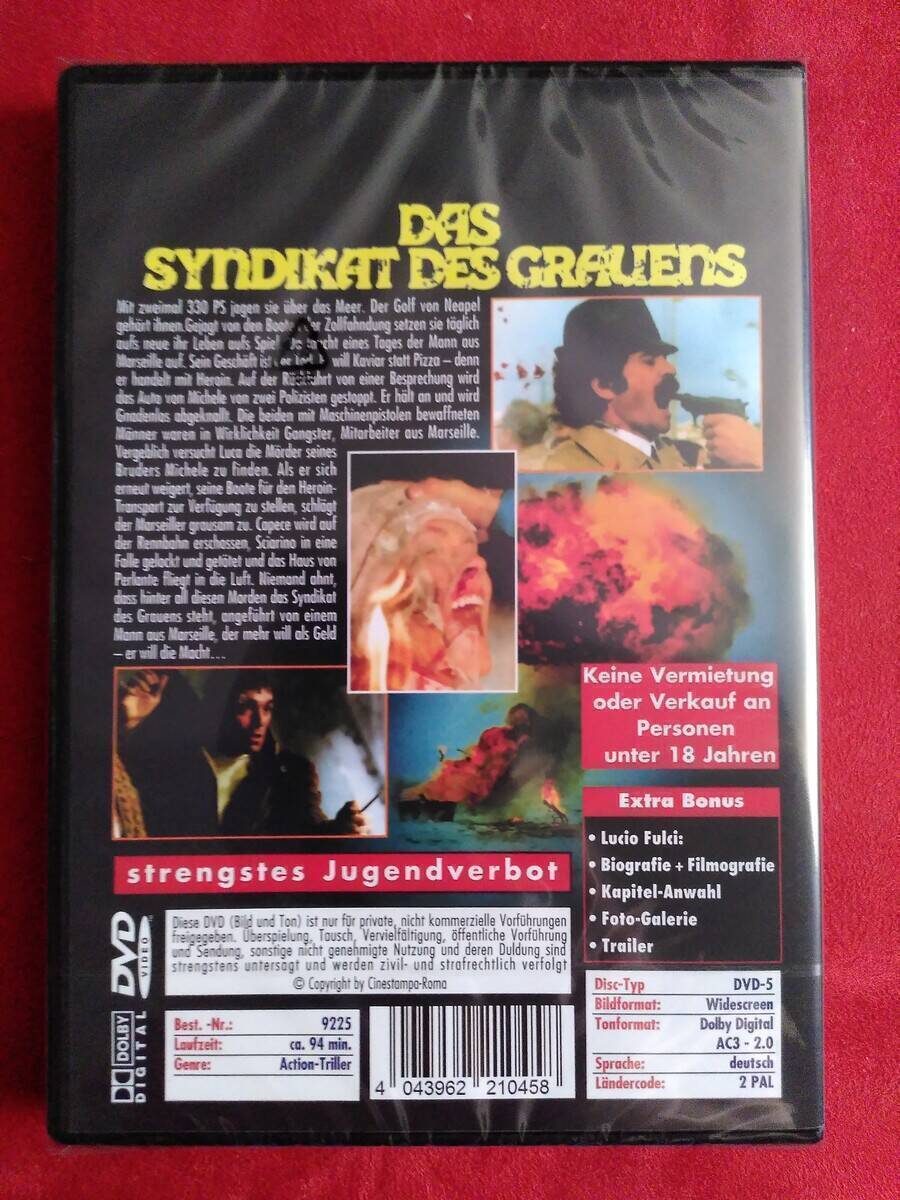 DAS
SYNDIKAT DES GRAUENS
Mit zweimal 330 PS jagen sie über das Meer. Der Golf von Neapel
gehört ihnen.Gejagt von den Boot er Zollfahndung setzen sie täglich
aufs neue ihr Leben aufs Spiel cht eines Tages der Mann aus
Marseille auf. Sein Geschäft ist will Kaviar statt Pizza – denn
er handelt mit Heroin. Auf der Rückfahrt von einer Besprechung wird
das Auto von Michele von zwei Polizisten gestoppt. Er hält an und wird
Gnadenlos abgeknallt. Die beiden mit Maschinenpistolen bewaffneten
Männer waren in Wirklichkeit Gangster, Mitarbeiter aus Marseille.
Vergeblich versucht Luca die Mörder seines
Bruders Michele zu finden. Als er sich
erneut weigert, seine Boote für den Heroin-
Transport zur Verfügung zu stellen, schlägt
der Marseiller grausam zu. Capece wird auf
der Rennbahn erschossen, Sciarino in eine
Falle gelockt und getötet und das Haus von
Perlante fliegt in die Luft. Niemand ahnt,
dass hinter all diesen Morden das Syndikat
des Grauens steht, angeführt von einem
Mann aus Marseille, der mehr will als Geld
– er will die Macht...
Keine Vermietung
oder Verkauf an
Personen
unter 18 Jahren
Extra Bonus
• Lucio Fulci:
• Biografie + Filmografie
• Kapitel-Anwahl
• Foto-Galerie
• Trailer
strengstes Jugendverbot
DVD
VIDEO
Diese DVD (Bild und Ton) ist nur für private, nicht kommerzielle Vorführungen
freigegeben. Überspielung, Tausch, Vervielfältigung, öffentliche Vorführung
und Sendung, sonstige nicht genehmigte Nutzung und deren Duldung sind
strengstens untersagt und werden zivil- und strafrechtlich verfolgt
© Copyright by Cinestampa-Roma
DOLBY
DIGITAL
Best. -Nr.: 9225
Laufzeit: ca. 94 min.
Genre: Action-Triller
4 043962 210458
Disc-Typ DVD-5
Bildformat: Widescreen
Tonformat: Dolby Digital
AC3 - 2.0
Sprache: deutsch
Ländercode: 2 PAL